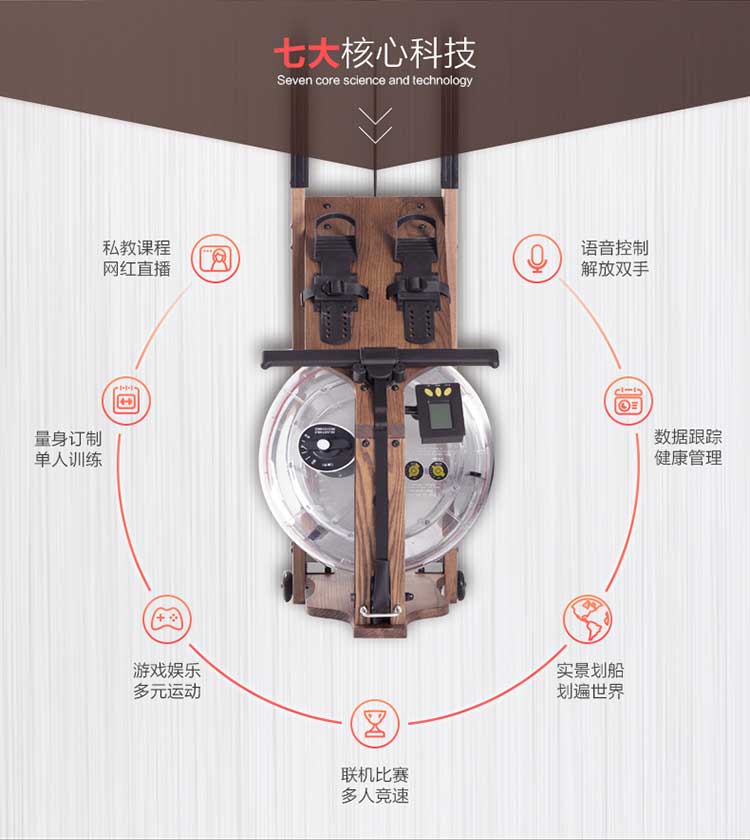 七大核心科技
Seven core science and technology
私教课程
网红直播
语音控制
解放双手
量身订制
单人训练
数据跟踪
健康管理
游戏娱乐
多元运动
实景划船
划遍世界
联机比赛
多人竞速